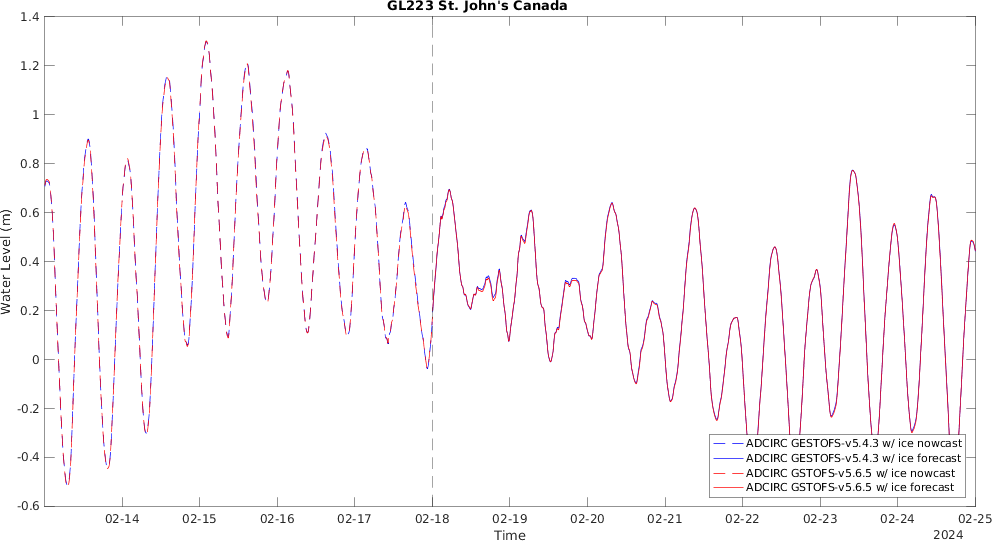 GL223 St. John's Canada
1.4
1.2
1
0.8
0.6
0.4
0.2
0
-0.2
-0.4
-0.6
Water Level (m)
ADCIRC GESTOFS-v5.4.3 w/ ice nowcast
ADCIRC GESTOFS-v5.4.3 w/ ice forecast
ADCIRC GSTOFS-v5.6.5 w/ ice nowcast
ADCIRC GSTOFS-v5.6.5 w/ ice forecast
02-14 02-15 02-16 02-17 02-18 02-19 02-20 02-21 02-22 02-23 02-24 02-25
Time
2024